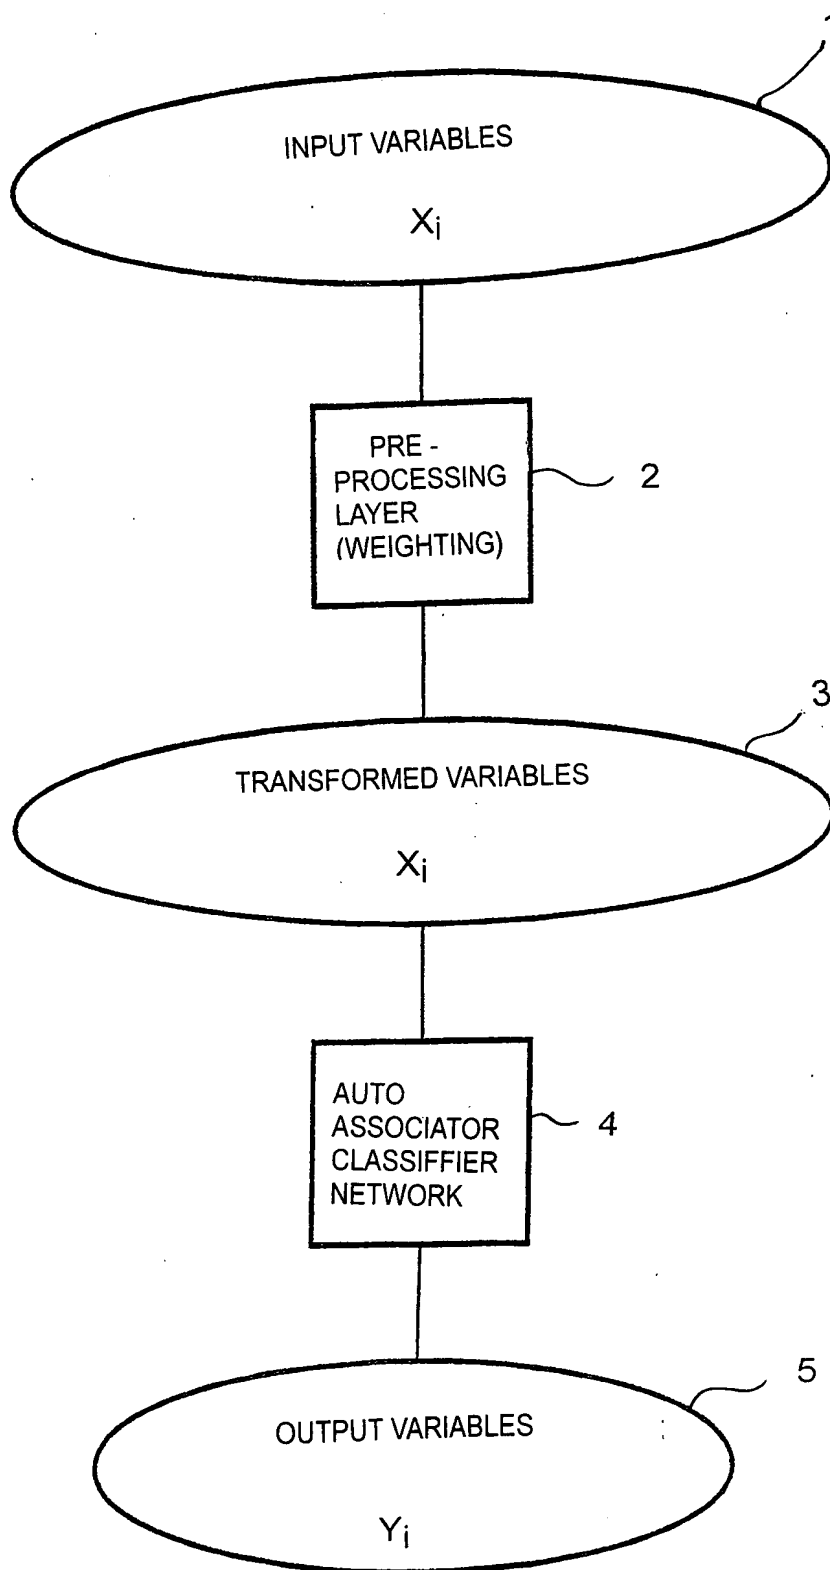 INPUT VARIABLES
Xi
PRE -
PROCESSING
LAYER
(WEIGHTING)
2
3
TRANSFORMED VARIABLES
Xi
AUTO
ASSOCIATOR
CLASSIFFIER
NETWORK
4
5
OUTPUT VARIABLES
Yi